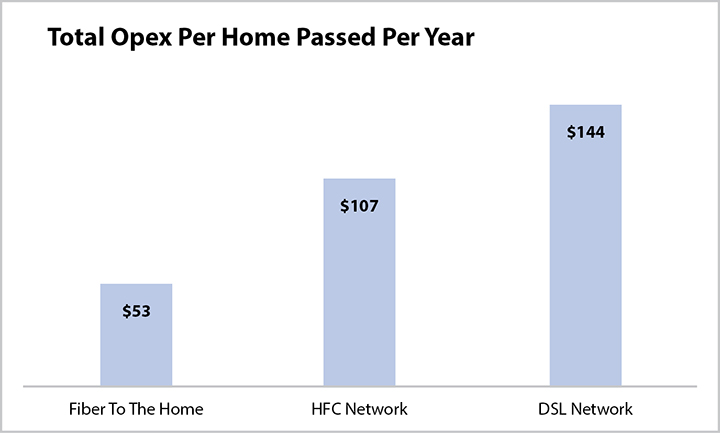 Total Opex Per Home Passed Per Year
$144
$107
$53
Fiber To The Home
HFC Network
DSL Network